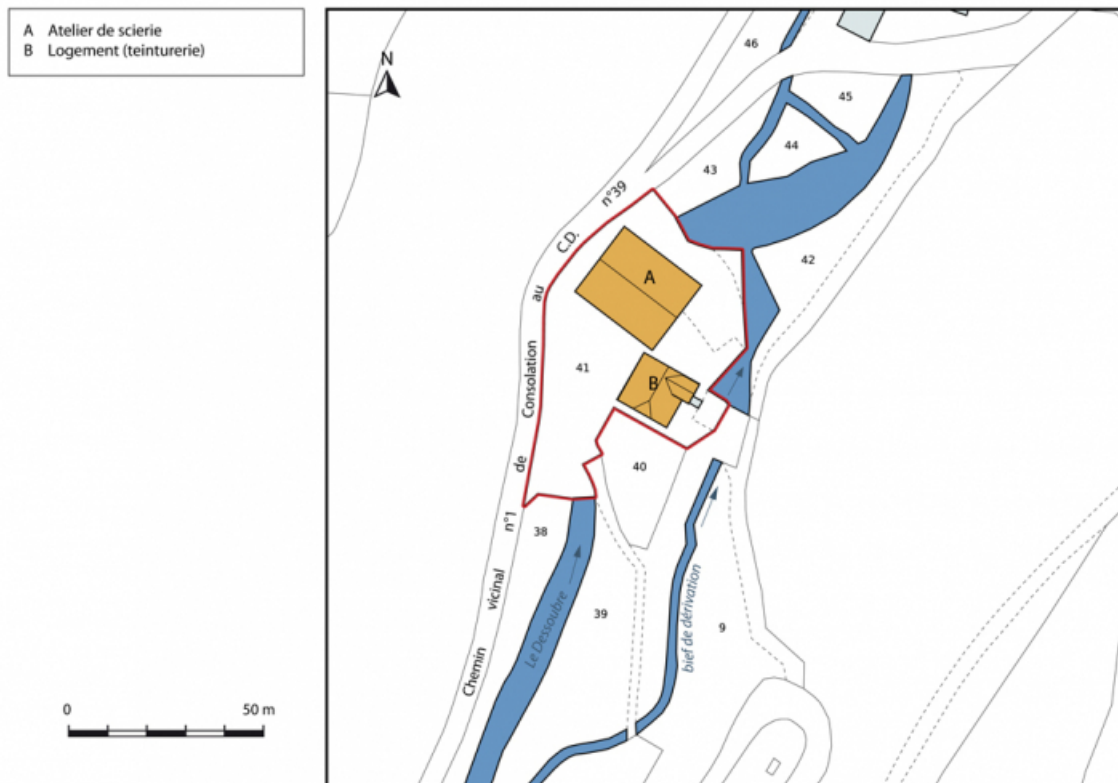 A Atelier de scierie
B Logement (teinturerie)
N
46
45
44
43
n°39
C.D.
42
A
au
41
B
Consolation
de
40
n°1
38
vicinal
Chemin
Le Dessoubre
39
bief de dérivation
9
0 50 m